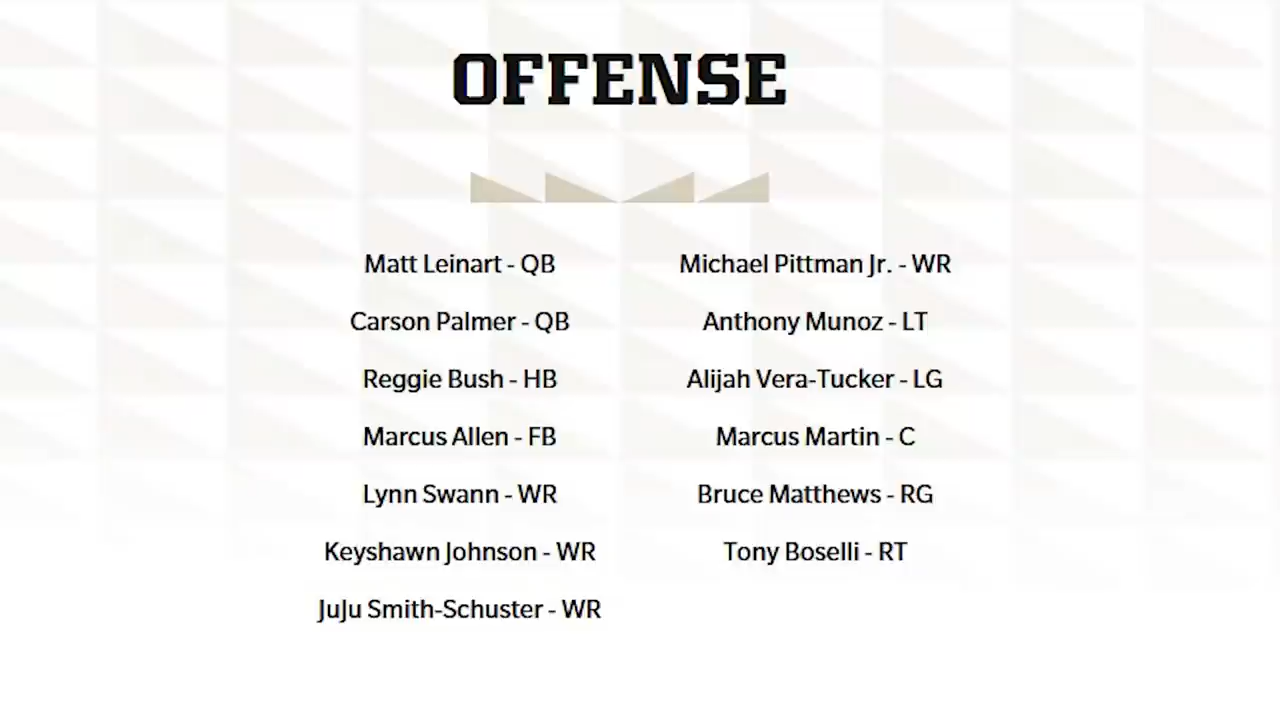 OFFENSE
Matt Leinart - QB
Carson Palmer - QB
Reggie Bush - HB
Marcus Allen - FB
Lynn Swann - WR
Keyshawn Johnson - WR
JuJu Smith-Schuster - WR
Michael Pittman Jr. - WR
Anthony Munoz - LT
Alijah Vera-Tucker - LG
Marcus Martin - C
Bruce Matthews - RG
Tony Boselli - RT